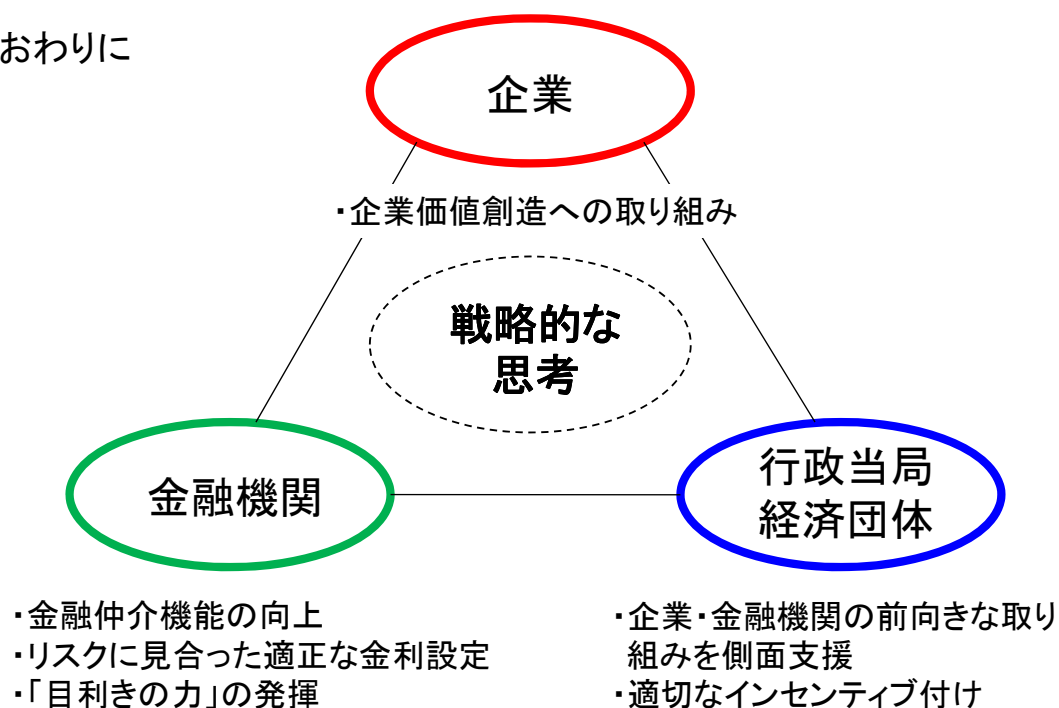 おわりに
企業
・企業価値創造への取り組み
戦略的な
思考
金融機関
行政当局
経済団体
・金融仲介機能の向上
・リスクに見合った適正な金利設定
・「目利きの力」の発揮
・企業・金融機関の前向きな取り
組みを側面支援
・適切なインセンティブ付け